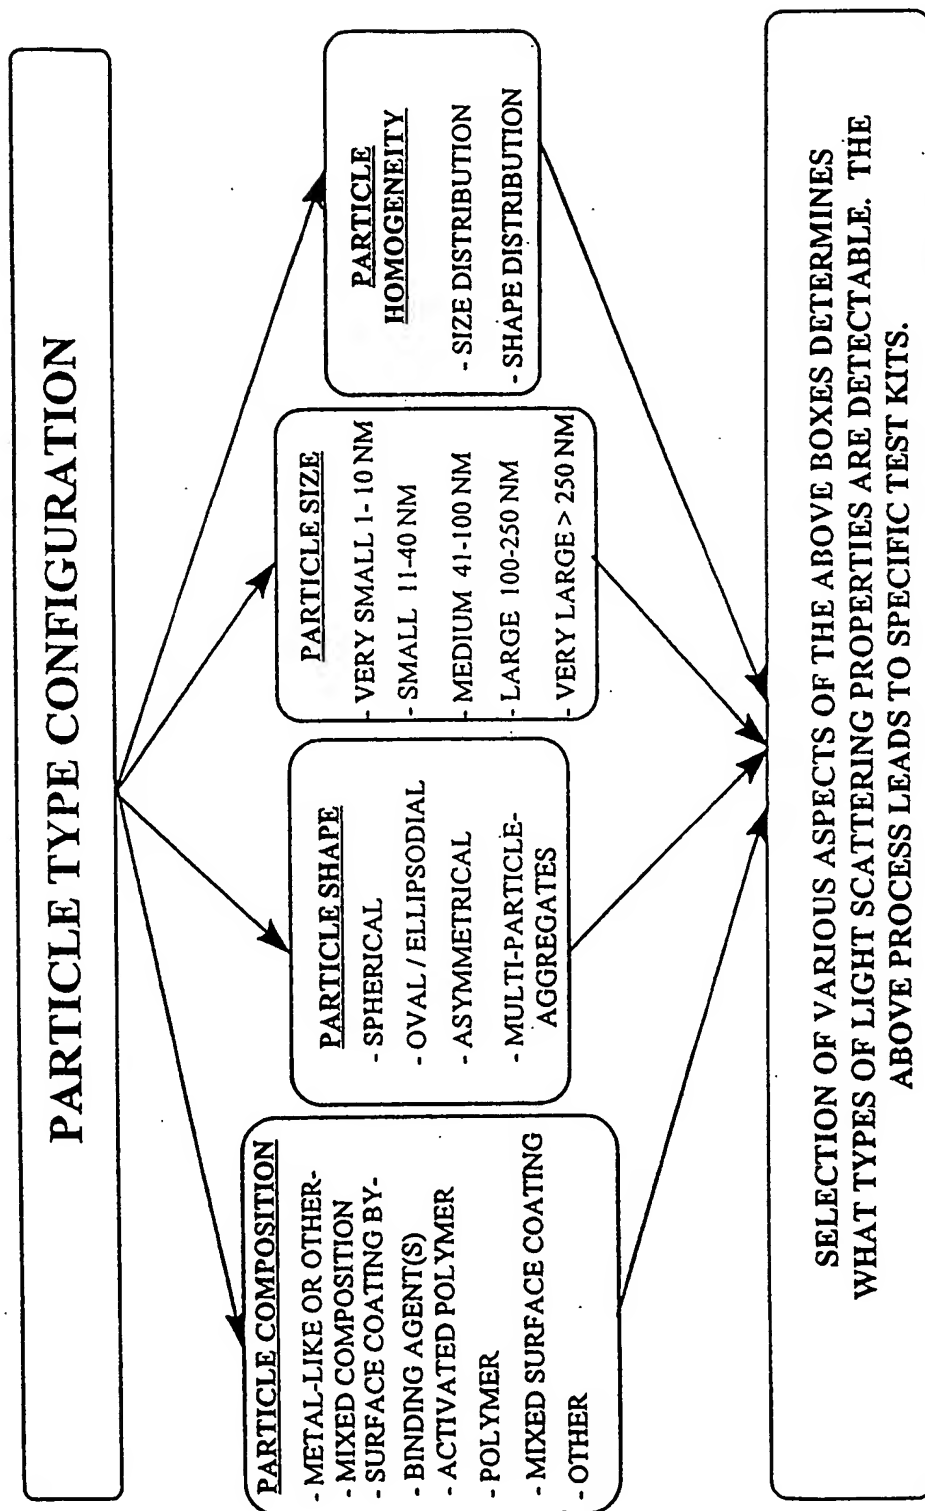 PARTICLE TYPE CONFIGURATION
PARTICLE COMPOSITION
- METAL-LIKE OR OTHER-
- MIXED COMPOSITION
- SURFACE COATING BY-
- BINDING AGENT(S)
- ACTIVATED POLYMER
- POLYMER
- MIXED SURFACE COATING
- OTHER
PARTICLE SHAPE
- SPHERICAL
- OVAL / ELLIPSODIAL
- ASYMMETRICAL
- MULTI-PARTICLE-
AGGREGATES
PARTICLE SIZE
- VERY SMALL 1- 10 NM
- SMALL 11-40 NM
- MEDIUM 41-100 NM
- LARGE 100-250 NM
- VERY LARGE > 250 NM
PARTICLE
HOMOGENEITY
- SIZE DISTRIBUTION
- SHAPE DISTRIBUTION
SELECTION OF VARIOUS ASPECTS OF THE ABOVE BOXES DETERMINES
WHAT TYPES OF LIGHT SCATTERING PROPERTIES ARE DETECTABLE. THE
ABOVE PROCESS LEADS TO SPECIFIC TEST KITS.